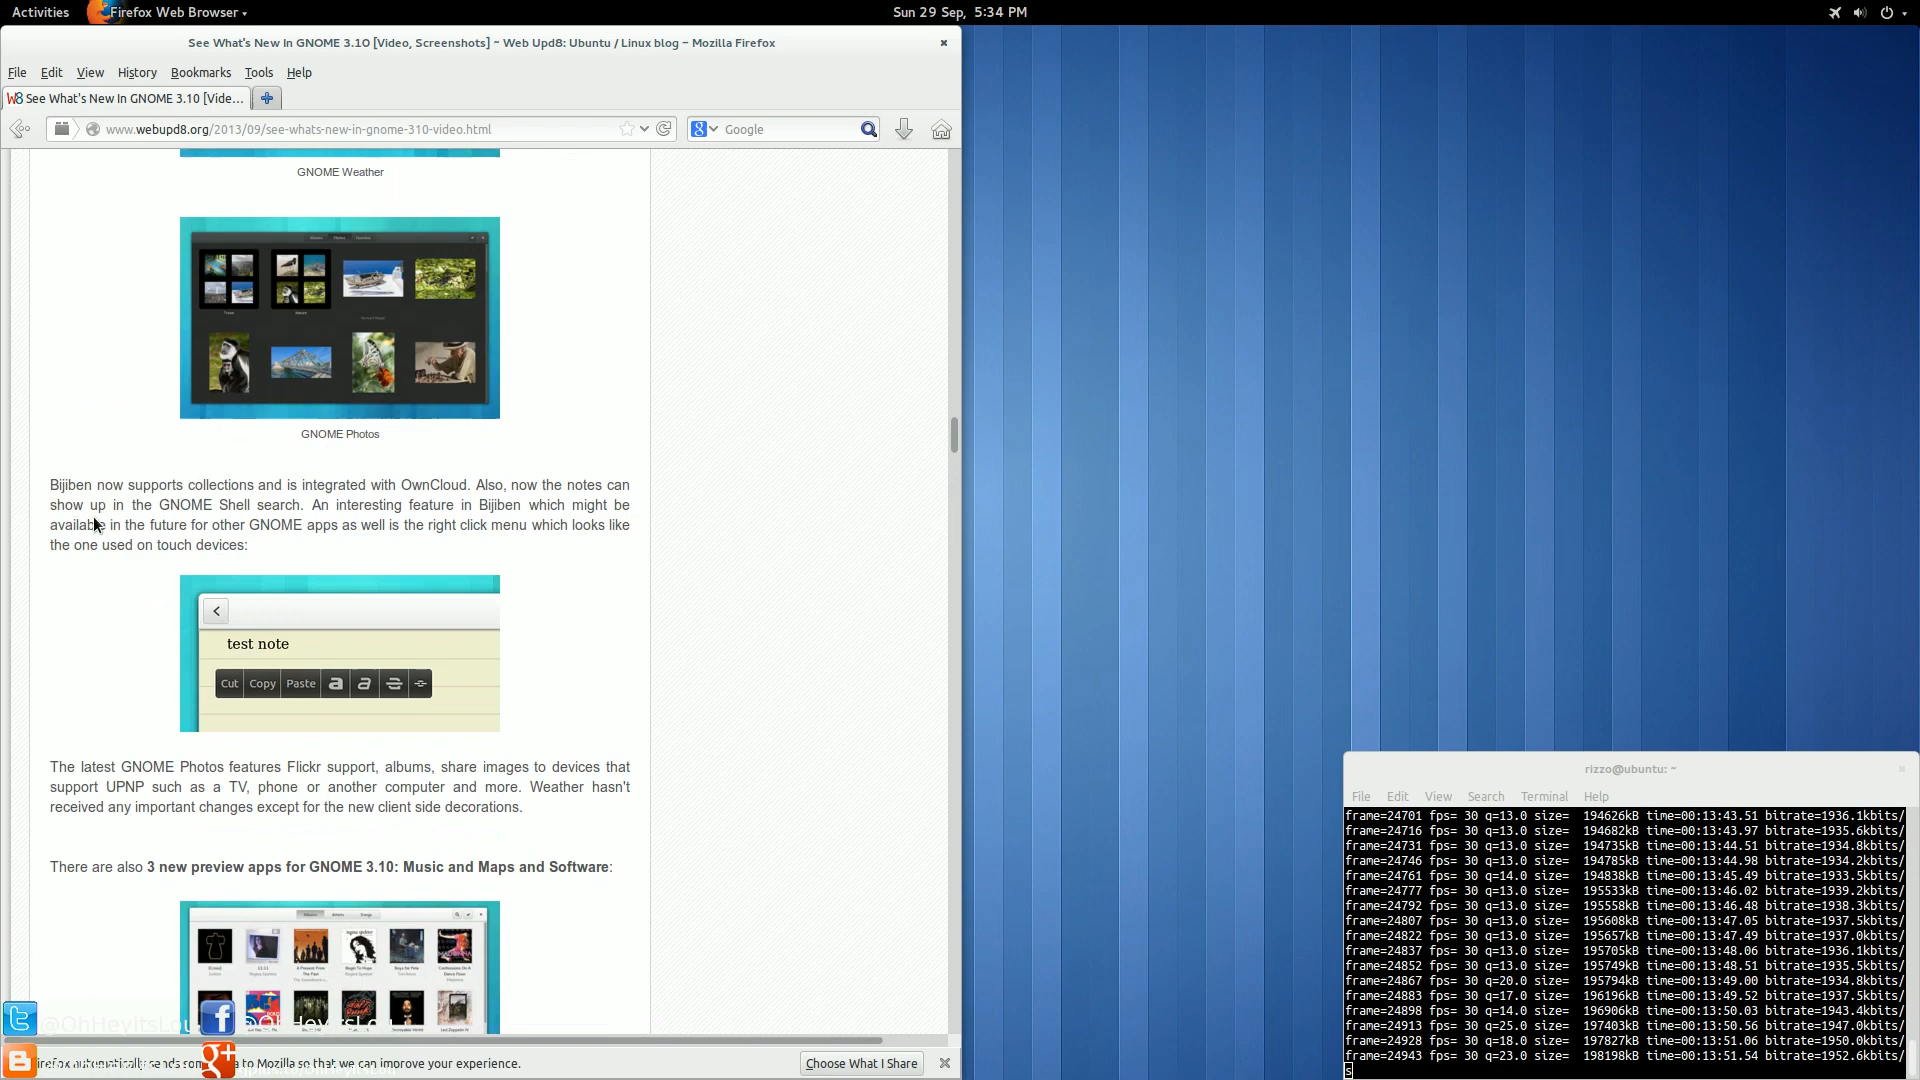 Activities
Firefox Web Browser
Sun 29 Sep, 5:34 PM
See What's New In GNOME 3.10 [Video, Screenshots] ~ Web Upd8: Ubuntu / Linux blog - Mozilla Firefox
File Edit View History Bookmarks Tools Help
W8 See What's New In GNOME 3.10 [Vide...
www.webupd8.org/2013/09/see-whats-new-in-gnome-310-video.html
Google
GNOME Weather
GNOME Photos
Bijiben now supports collections and is integrated with OwnCloud. Also, now the notes can
show up in the GNOME Shell search. An interesting feature in Bijiben which might be
available in the future for other GNOME apps as well is the right click menu which looks like
the one used on touch devices:
test note
Cut Copy Paste a a
The latest GNOME Photos features Flickr support, albums, share images to devices that
support UPNP such as a TV, phone or another computer and more. Weather hasn't
received any important changes except for the new client side decorations.
There are also 3 new preview apps for GNOME 3.10: Music and Maps and Software:
@OhHeyitsLou
@OhHeyitsLou
to Mozilla so that we can improve your experience.
Choose What I Share
rizzo@ubuntu: ~
File Edit View Search Terminal Help
frame=24701 fps= 30 q=13.0 size= 194626kB time=00:13:43.51 bitrate=1936.1kbits/
frame=24716 fps= 30 q=13.0 size= 194682kB time=00:13:43.97 bitrate=1935.6kbits/
frame=24731 fps= 30 q=13.0 size= 194735kB time=00:13:44.51 bitrate=1934.8kbits/
frame=24746 fps= 30 q=13.0 size= 194785kB time=00:13:44.98 bitrate=1934.2kbits/
frame=24761 fps= 30 q=14.0 size= 194838kB time=00:13:45.49 bitrate=1933.5kbits/
frame=24777 fps= 30 q=13.0 size= 195533kB time=00:13:46.02 bitrate=1939.2kbits/
frame=24792 fps= 30 q=13.0 size= 195558kB time=00:13:46.48 bitrate=1938.3kbits/
frame=24807 fps= 30 q=13.0 size= 195608kB time=00:13:47.05 bitrate=1937.5kbits/
frame=24822 fps= 30 q=13.0 size= 195657kB time=00:13:47.49 bitrate=1937.0kbits/
frame=24837 fps= 30 q=13.0 size= 195705kB time=00:13:48.06 bitrate=1936.1kbits/
frame=24852 fps= 30 q=13.0 size= 195749kB time=00:13:48.51 bitrate=1935.5kbits/
frame=24867 fps= 30 q=20.0 size= 195794kB time=00:13:49.00 bitrate=1934.8kbits/
frame=24883 fps= 30 q=17.0 size= 196196kB time=00:13:49.52 bitrate=1937.5kbits/
frame=24898 fps= 30 q=14.0 size= 196906kB time=00:13:50.03 bitrate=1943.4kbits/
frame=24913 fps= 30 q=25.0 size= 197403kB time=00:13:50.56 bitrate=1947.0kbits/
frame=24928 fps= 30 q=18.0 size= 197827kB time=00:13:51.06 bitrate=1950.0kbits/
frame=24943 fps= 30 q=23.0 size= 198198kB time=00:13:51.54 bitrate=1952.6kbits/
s